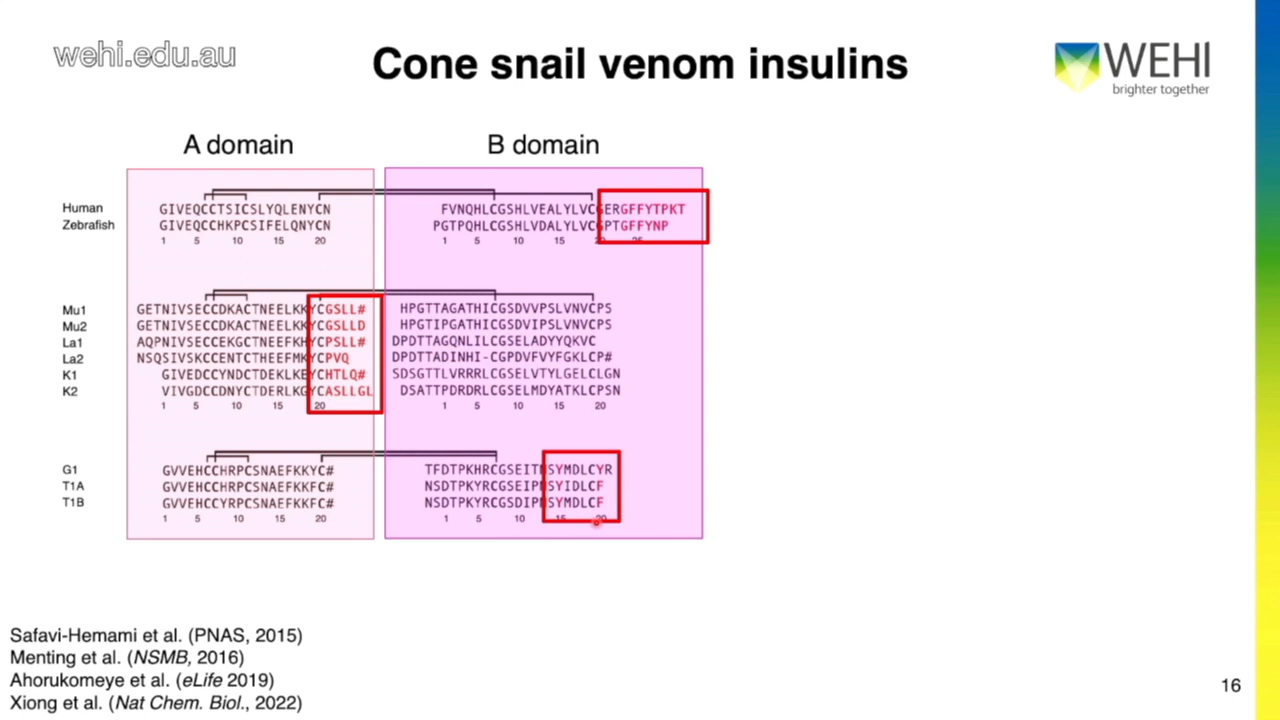 wehi.edu.au
Cone snail venom insulins
WEHI
brighter together
A domain B domain
Human GIVEQCCTSICSLYQLENYCN FVNQHLCGSHLVEALYLVCGERGFFYTPKT
Zebrafish GIVEQCCHKPCSIFELQNYCN PGTPQHLCGSHLVDALYLVCGPTGFFYNP
1 5 10 15 20 1 5 10 15 20 25
Mu1 GETNIVSECCDKACTNEELKKYCGSLL# HPGTTAGATHICGSDVVPSLVNVCPS
Mu2 GETNIVSECCDKACTNEELKKYCGSLLD HPGTIPGATHICGSDVIPSLVNVCPS
La1 AQPNIVSECCEKGCTNEEFKHYCPSLL# DPDTTAGQNLILCGSELADYYQKVC
La2 NSQSIVSKCCENTCTHEEFMKYCPVQ DPDTTADINHI-CGPDVFVYFGKLCP#
K1 GIVEDCCYNDCTDEKLKEYCHTLQ# SDSGTTLVRRRLCGSELVTYLGELCLGN
K2 VIVGDCCDNYCTDERLKGYCASLLGL DSATTPDRDRLCGSELMDYATKLCPSN
1 5 10 15 20 1 5 10 15 20
G1 GVVEHCCHRPCSNAEFKKYC# TFDTPKHRCGSEITNSYMDLCYR
T1A GVVEHCCHRPCSNAEFKKFC# NSDTPKYRCGSEIPNSYIDLCF
T1B GVVEHCCYRPCSNAEFKKFC# NSDTPKYRCGSDIPNSYMDLCF
1 5 10 15 20 1 5 10 15 20
Safavi-Hemami et al. (PNAS, 2015)
Menting et al. (NSMB, 2016)
Ahorukomeye et al. (eLife 2019)
Xiong et al. (Nat Chem. Biol., 2022)
16